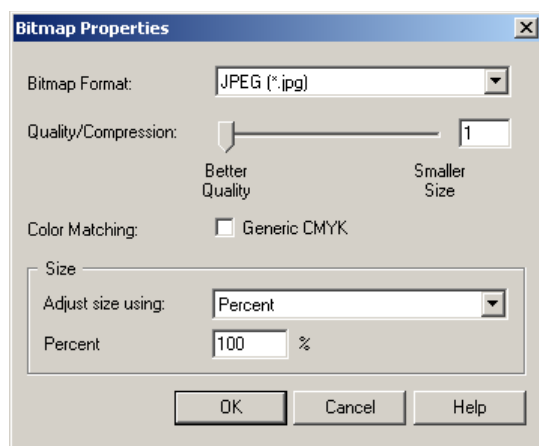 Bitmap Properties
Bitmap Format: JPEG (*.jpg)
Quality/Compression: 1
Better Smaller
Quality Size
Color Matching: Generic CMYK
Size
Adjust size using: Percent
Percent 100 %
OK Cancel Help